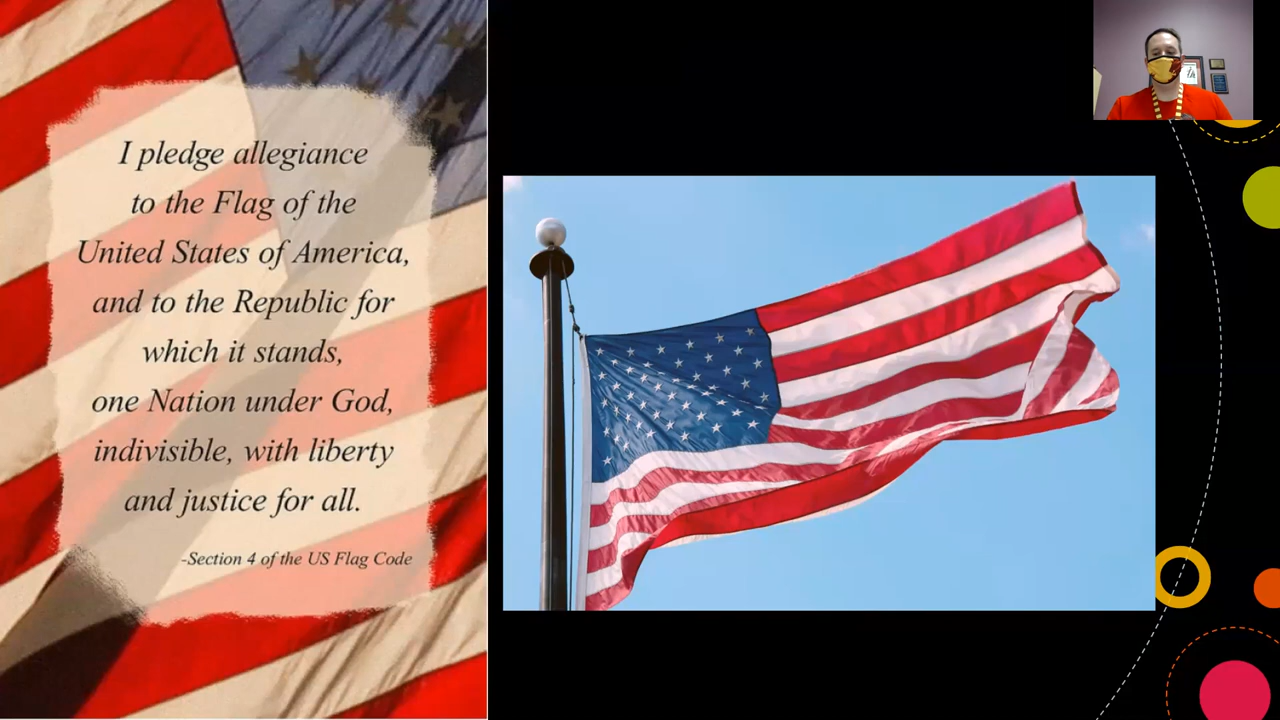 I pledge allegiance
to the Flag of the
United States of America,
and to the Republic for
which it stands,
one Nation under God,
indivisible, with liberty
and justice for all.
-Section 4 of the US Flag Code